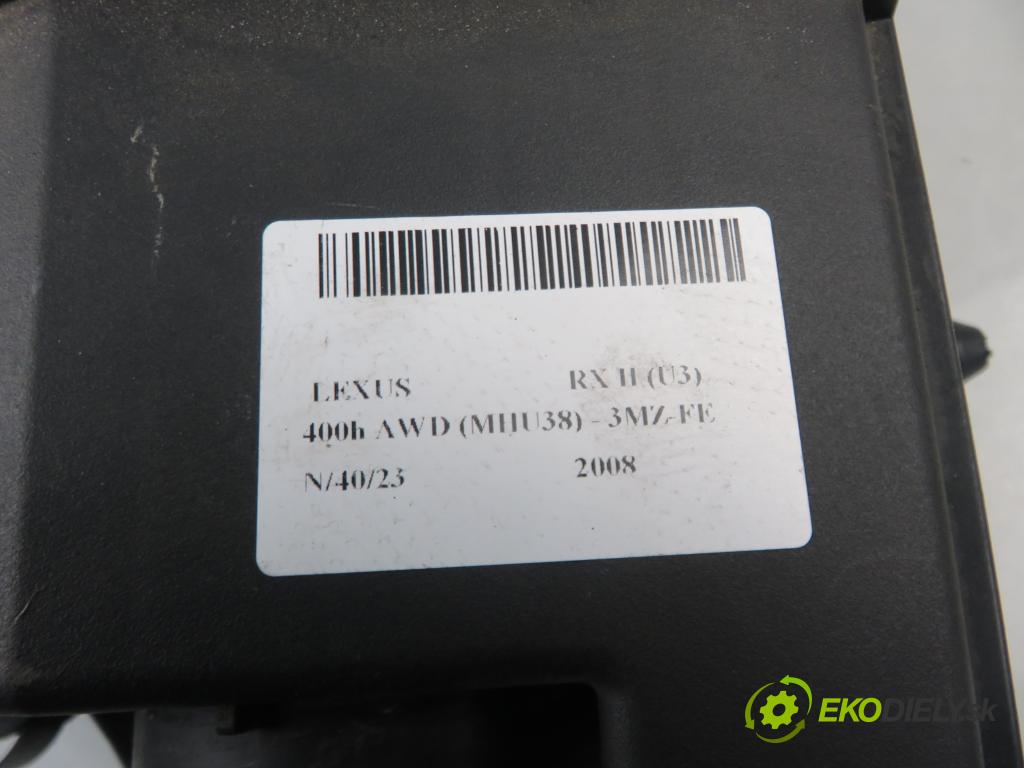 LEXUS RX II (U3)
400h AWD (MHU38) - 3MZ-FE
N/40/23 2008
EKODIELY.sk